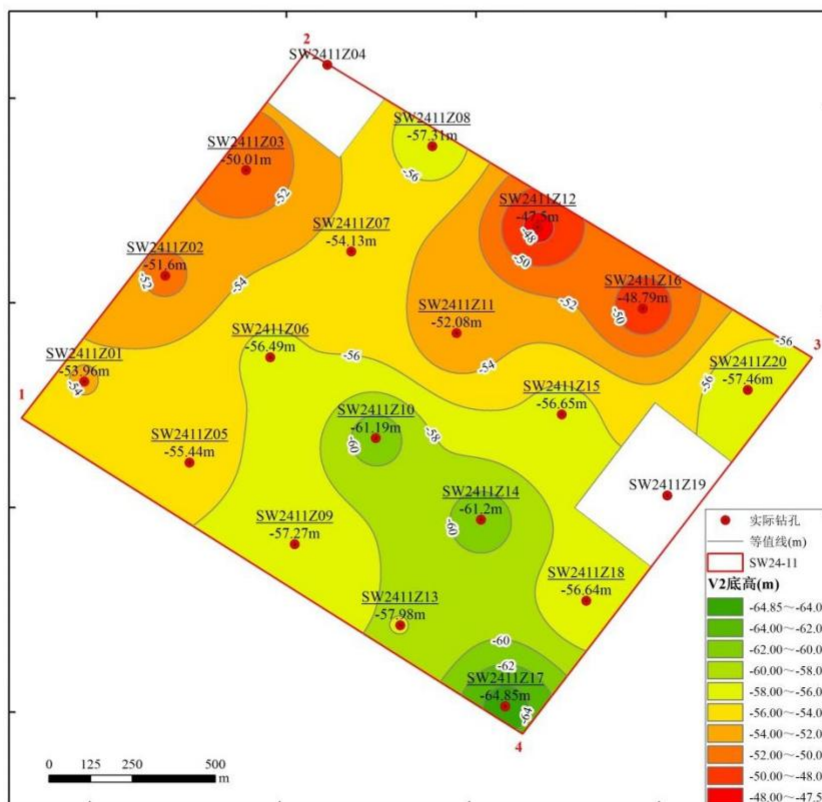 2
SW2411Z04
SW2411Z08
-57.31m
-56
SW2411Z03
-50.01m
-52
SW2411Z12
-47.5m
-48
-50
SW2411Z07
-54.13m
SW2411Z02
-51.6m
-52
-54
SW2411Z16
-48.79m
-50
-52
SW2411Z11
-52.08m
-54
SW2411Z06
-56.49m
-56
-56
3
SW2411Z20
-57.46m
-56
SW2411Z01
-53.96m
-54
1
SW2411Z15
-56.65m
SW2411Z10
-61.19m
-60
-58
SW2411Z05
-55.44m
SW2411Z19
SW2411Z14
-61.2m
-60
SW2411Z09
-57.27m
SW2411Z18
-56.64m
SW2411Z13
-57.98m
-60
-62
SW2411Z17
-64.85m
-64
4
实际钻孔
等值线(m)
SW24-11
V2底高(m)
-64.85～-64.0
-64.00～-62.0
-62.00～-60.0
-60.00～-58.0
-58.00～-56.0
-56.00～-54.0
-54.00～-52.0
-52.00～-50.0
-50.00～-48.0
-48.00～-47.5
0 125 250 500
m